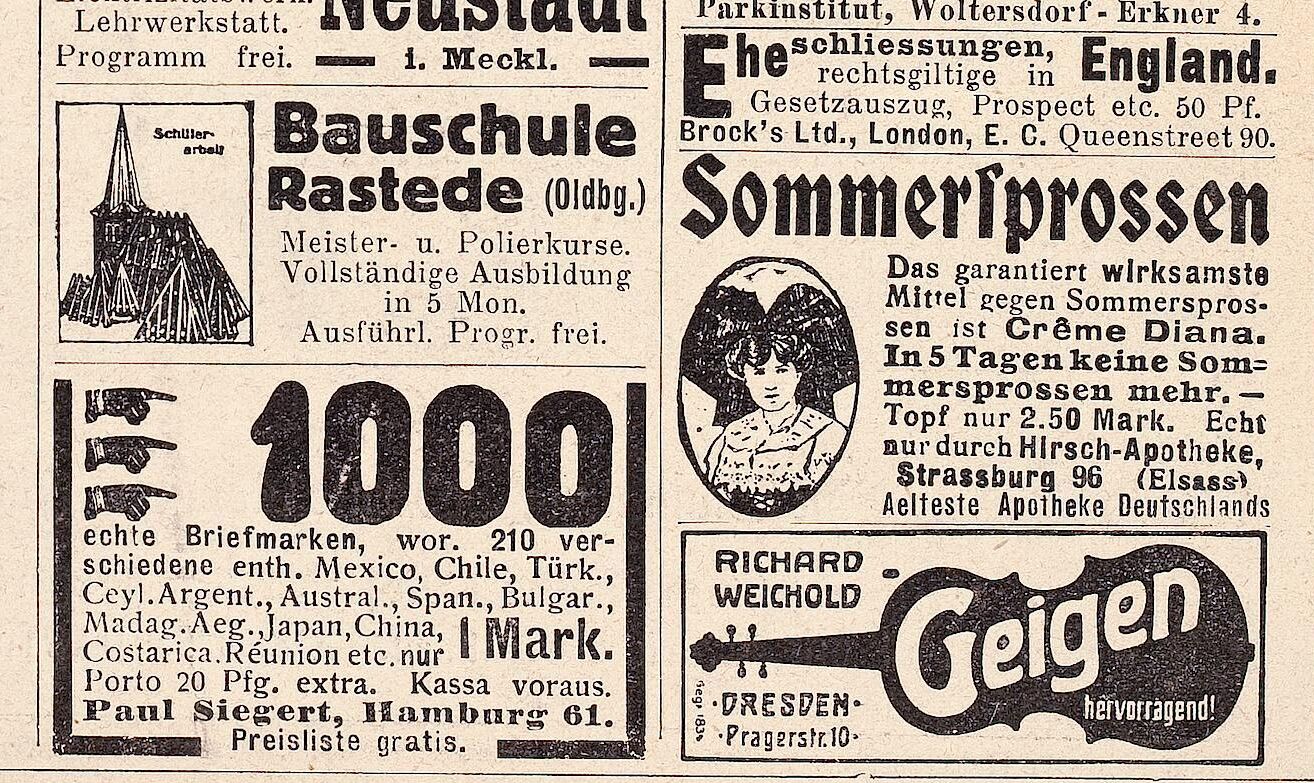 Lehrwerkstatt.
Neustadt
Programm frei.
i. Meckl.
Schüler-
arbeit
Bauschule
Rastede (Oldbg.)
Meister- u. Polierkurse.
Vollständige Ausbildung
in 5 Mon.
Ausführl. Progr. frei.
1000
echte Briefmarken, wor. 210 ver-
schiedene enth. Mexico, Chile, Türk.,
Ceyl. Argent., Austral., Span., Bulgar.,
Madag. Aeg., Japan, China,
Costarica. Réunion etc. nur 1 Mark.
Porto 20 Pfg. extra. Kassa voraus.
Paul Siegert, Hamburg 61.
Preisliste gratis.
Parkinstitut, Woltersdorf-Erkner 4.
Eheschliessungen,
rechtsgiltige in England.
Gesetzauszug, Prospect etc. 50 Pf.
Brock's Ltd., London, E. C. Queenstreet 90.
Sommerſprossen
Das garantiert wirksamste
Mittel gegen Sommerspros-
sen ist Crême Diana.
In 5 Tagen keine Som-
mersprossen mehr. —
Topf nur 2.50 Mark. Echt
nur durch Hirsch-Apotheke,
Strassburg 96 (Elsass)
Aelteste Apotheke Deutschlands
RICHARD
WEICHOLD
Geigen
hervorragend!
·DRESDEN·
·Pragerstr. 10·